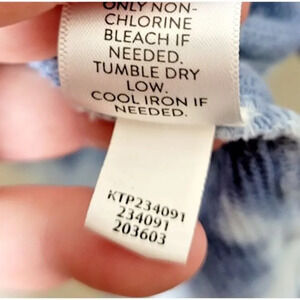 ONLY NON-
CHLORINE
BLEACH IF
NEEDED.
TUMBLE DRY
LOW.
COOL IRON IF
NEEDED.
KTP234091
234091
203603